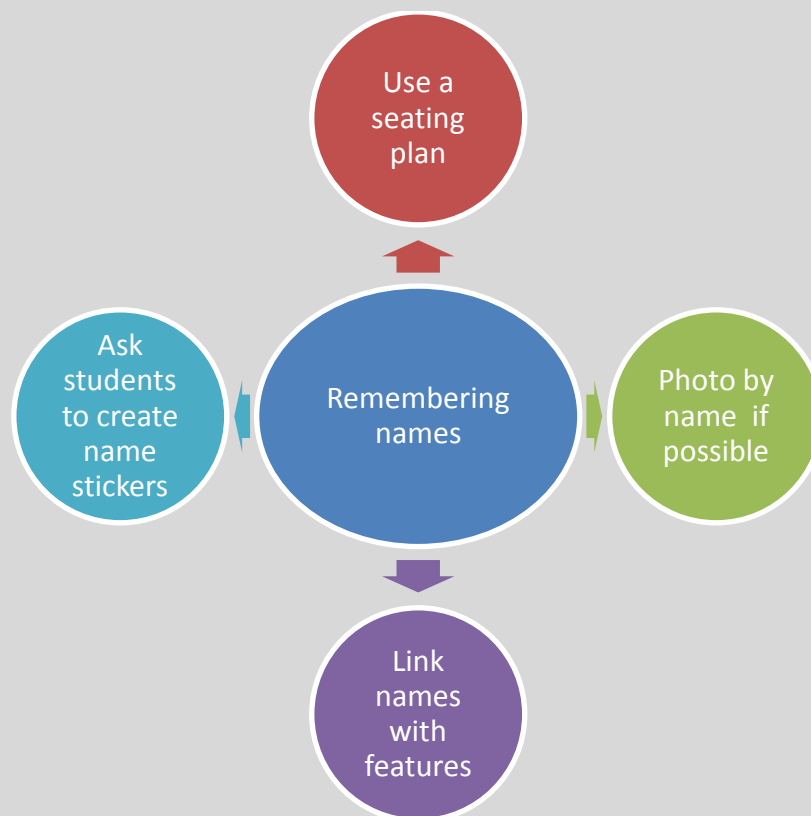 Use a
seating
plan
Ask
students
to create
name
stickers
Remembering
names
Photo by
name  if
possible
Link
names
with
features